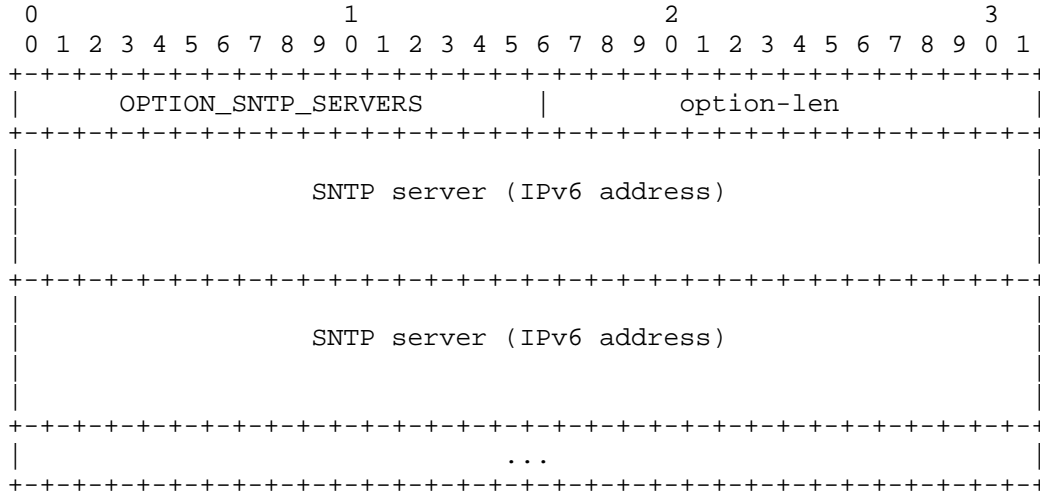 0                   1                   2                   3
 0 1 2 3 4 5 6 7 8 9 0 1 2 3 4 5 6 7 8 9 0 1 2 3 4 5 6 7 8 9 0 1
+-+-+-+-+-+-+-+-+-+-+-+-+-+-+-+-+-+-+-+-+-+-+-+-+-+-+-+-+-+-+-+-+
|      OPTION_SNTP_SERVERS       |        option-len             |
+-+-+-+-+-+-+-+-+-+-+-+-+-+-+-+-+-+-+-+-+-+-+-+-+-+-+-+-+-+-+-+-+
|                                                               |
|                  SNTP server (IPv6 address)                   |
|                                                               |
|                                                               |
+-+-+-+-+-+-+-+-+-+-+-+-+-+-+-+-+-+-+-+-+-+-+-+-+-+-+-+-+-+-+-+-+
|                                                               |
|                  SNTP server (IPv6 address)                   |
|                                                               |
|                                                               |
+-+-+-+-+-+-+-+-+-+-+-+-+-+-+-+-+-+-+-+-+-+-+-+-+-+-+-+-+-+-+-+-+
|                              ...                              |
+-+-+-+-+-+-+-+-+-+-+-+-+-+-+-+-+-+-+-+-+-+-+-+-+-+-+-+-+-+-+-+-+